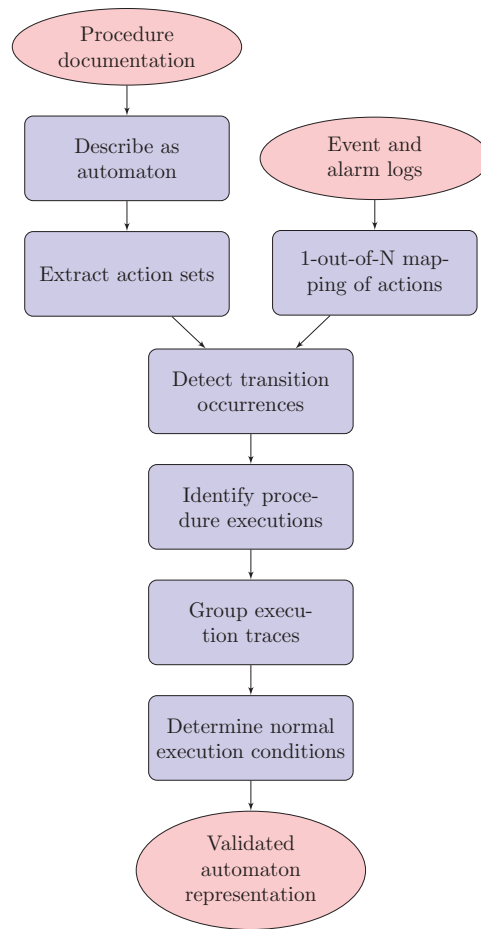 Procedure
documentation
Describe as
automaton
Event and
alarm logs
Extract action sets
1-out-of-N map-
ping of actions
Detect transition
occurrences
Identify proce-
dure executions
Group execu-
tion traces
Determine normal
execution conditions
Validated
automaton
representation